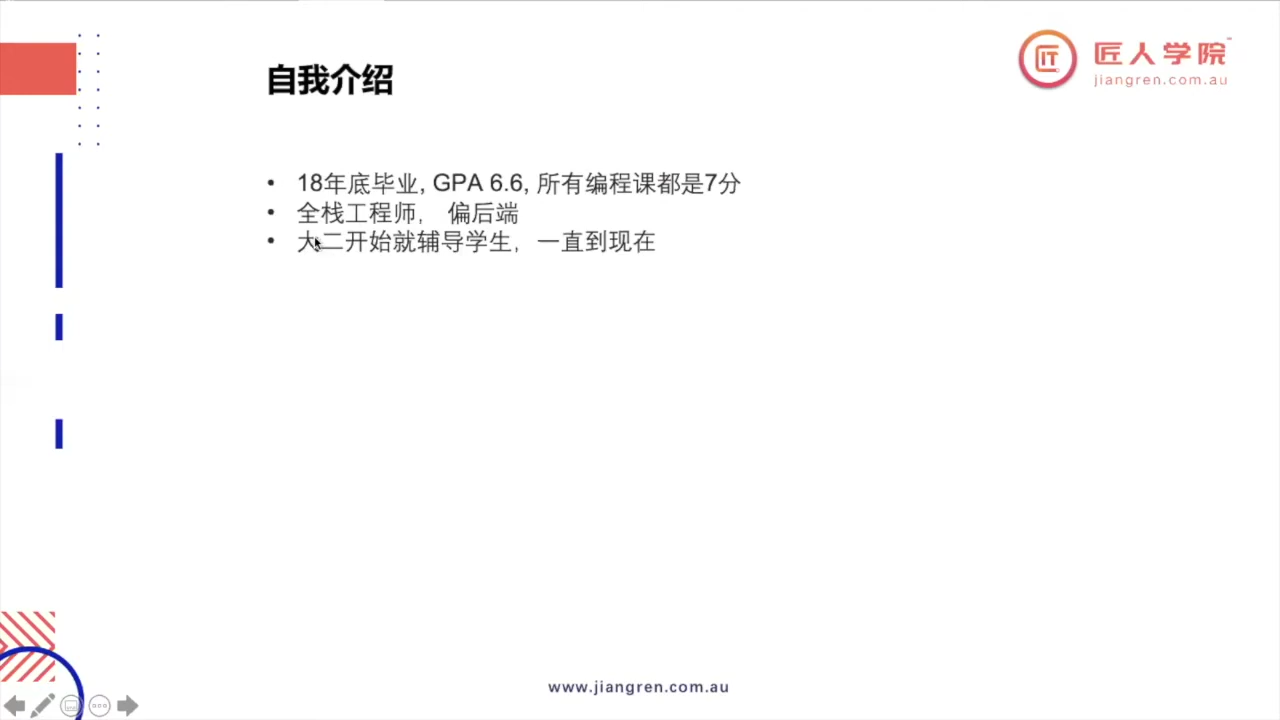 自我介绍
匠人学院
jiangren.com.au
• 18年底毕业, GPA 6.6, 所有编程课都是7分
• 全栈工程师， 偏后端
• 大二开始就辅导学生，一直到现在
www.jiangren.com.au